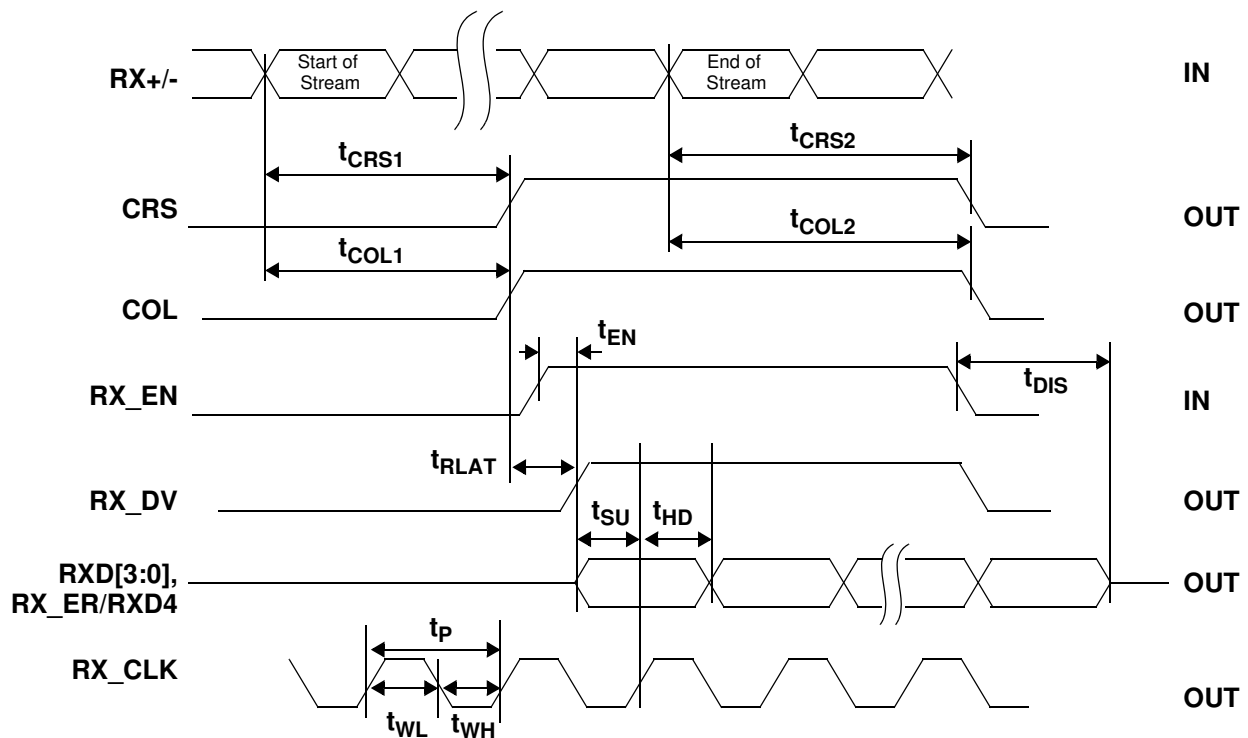 Start of
Stream
End of
Stream
RX+/-
IN
tCRS1
tCRS2
CRS
OUT
tCOL1
tCOL2
COL
OUT
tEN
RX_EN
tDIS
IN
tRLAT
RX_DV
OUT
tSU
tHD
RXD[3:0],
RX_ER/RXD4
OUT
tP
RX_CLK
OUT
tWL
tWH